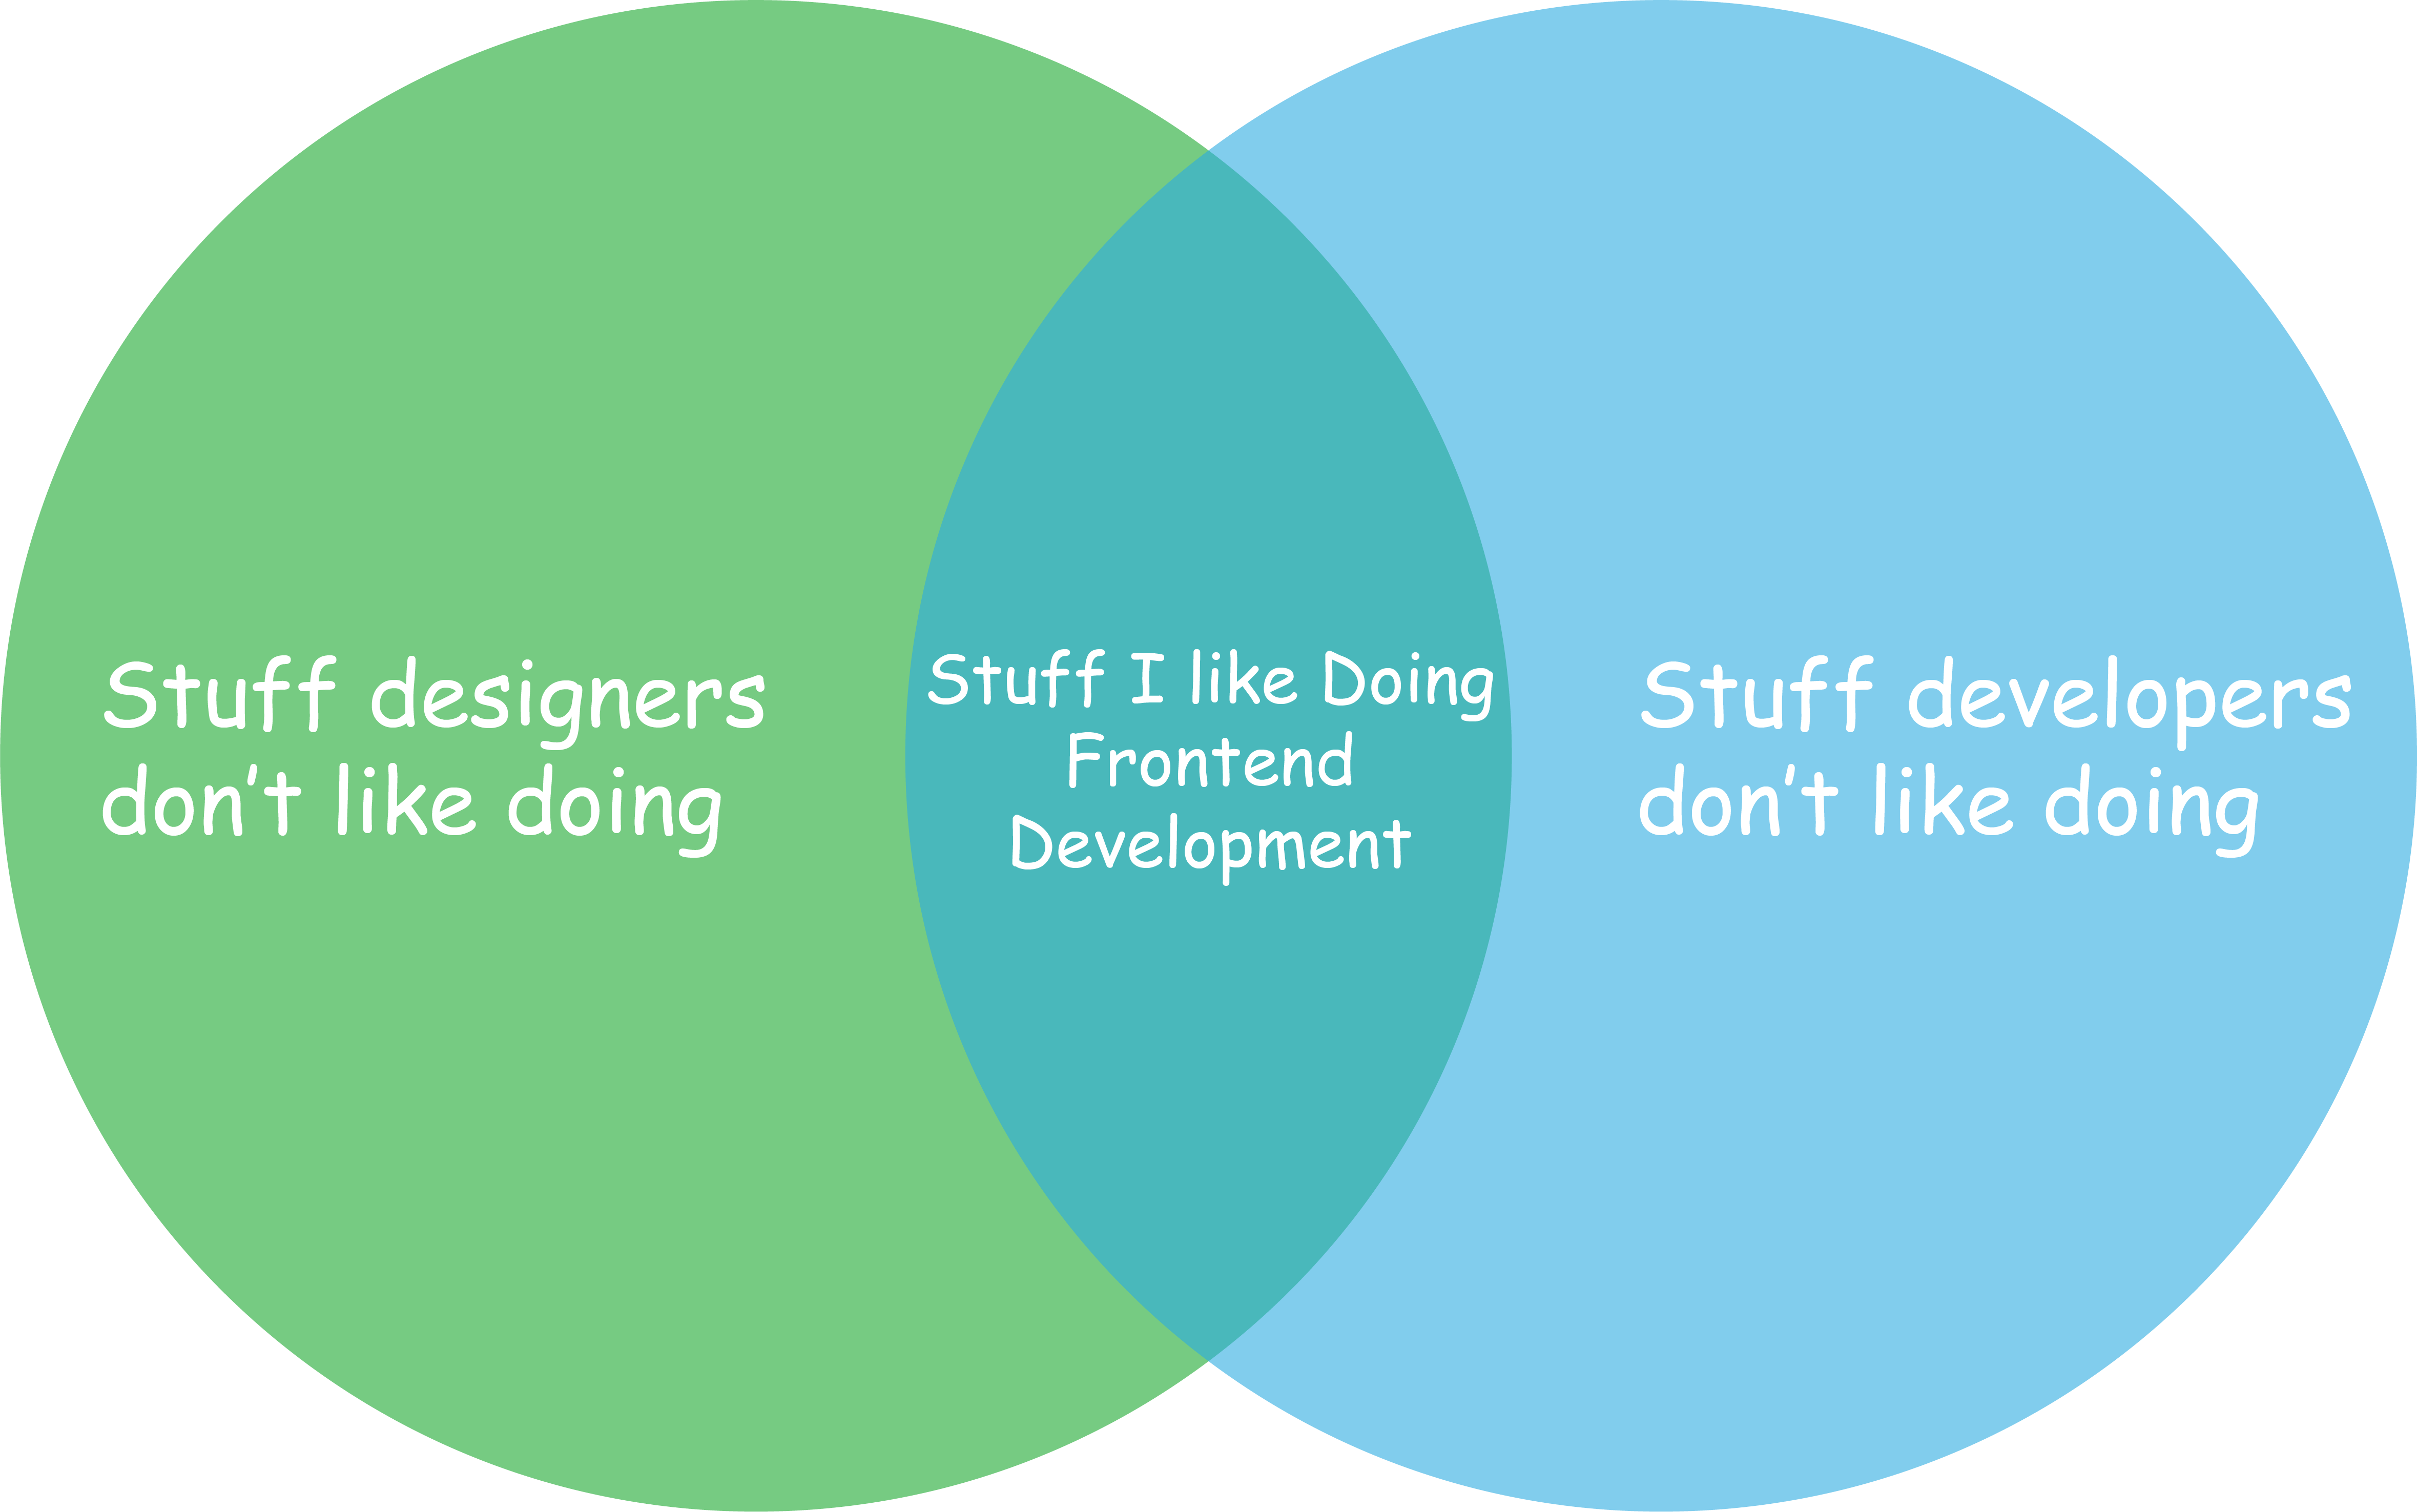 Stuff designers
don't like doing
Stuff I like Doing
Frontend
Development
Stuff developers
don't like doing